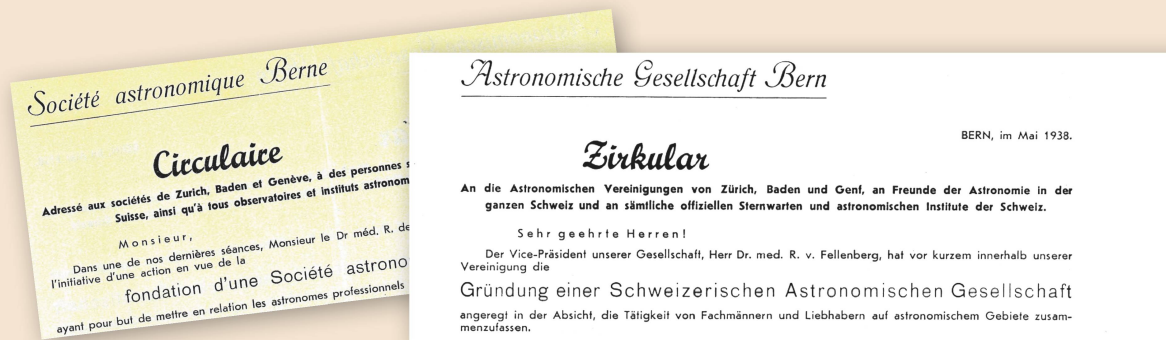 Société astronomique Berne
Circulaire
Adressé aux sociétés de Zurich, Baden et Genève, à des personnes
Suisse, ainsi qu'à tous observatoires et instituts
Monsieur,
Dans une de nos dernières séances, Monsieur le Dr méd. R. de
l'initiative d'une action en vue de la
fondation d'une Société
ayant pour but de mettre en relation les astronomes professionnels
Astronomische Gesellschaft Bern
BERN, im Mai 1938.
Zirkular
An die Astronomischen Vereinigungen von Zürich, Baden und Genf, an Freunde der Astronomie in der
ganzen Schweiz und an sämtliche offiziellen Sternwarten und astronomischen Institute der Schweiz.
Sehr geehrte Herren!
Der Vice-Präsident unserer Gesellschaft, Herr Dr. med. R. v. Fellenberg, hat vor kurzem innerhalb unserer
Vereinigung die
Gründung einer Schweizerischen Astronomischen Gesellschaft
angeregt in der Absicht, die Tätigkeit von Fachmännern und Liebhabern auf astronomischem Gebiete zusam-
menzufassen.